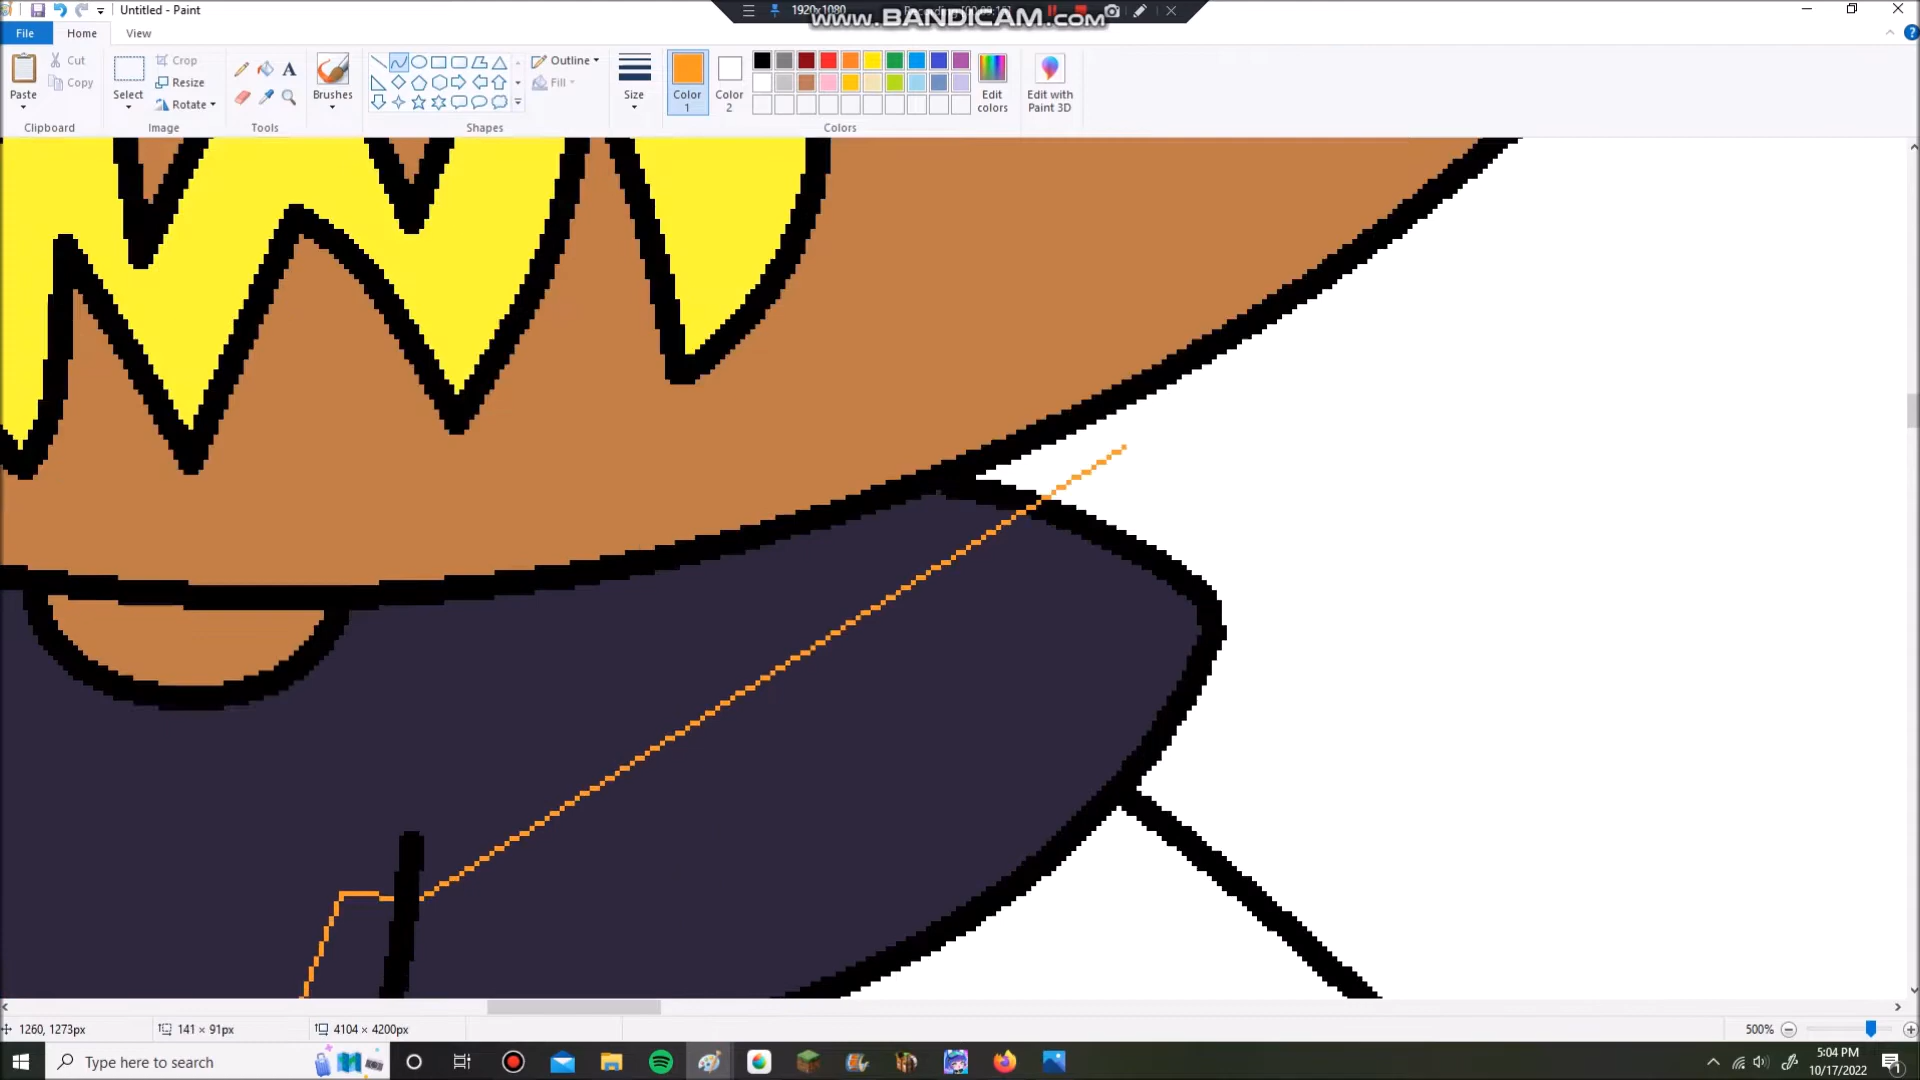 Untitled - Paint
1920x1080
www.BANDICAM.com
File
Home
View
Paste
Cut
Copy
Clipboard
Select
Crop
Resize
Rotate
Image
A
Tools
Brushes
Shapes
Outline
Fill
Size
Color 1
Color 2
Edit colors
Edit with Paint 3D
Colors
1260, 1273px
141 × 91px
4104 × 4200px
500%
Type here to search
5:04 PM
10/17/2022
1